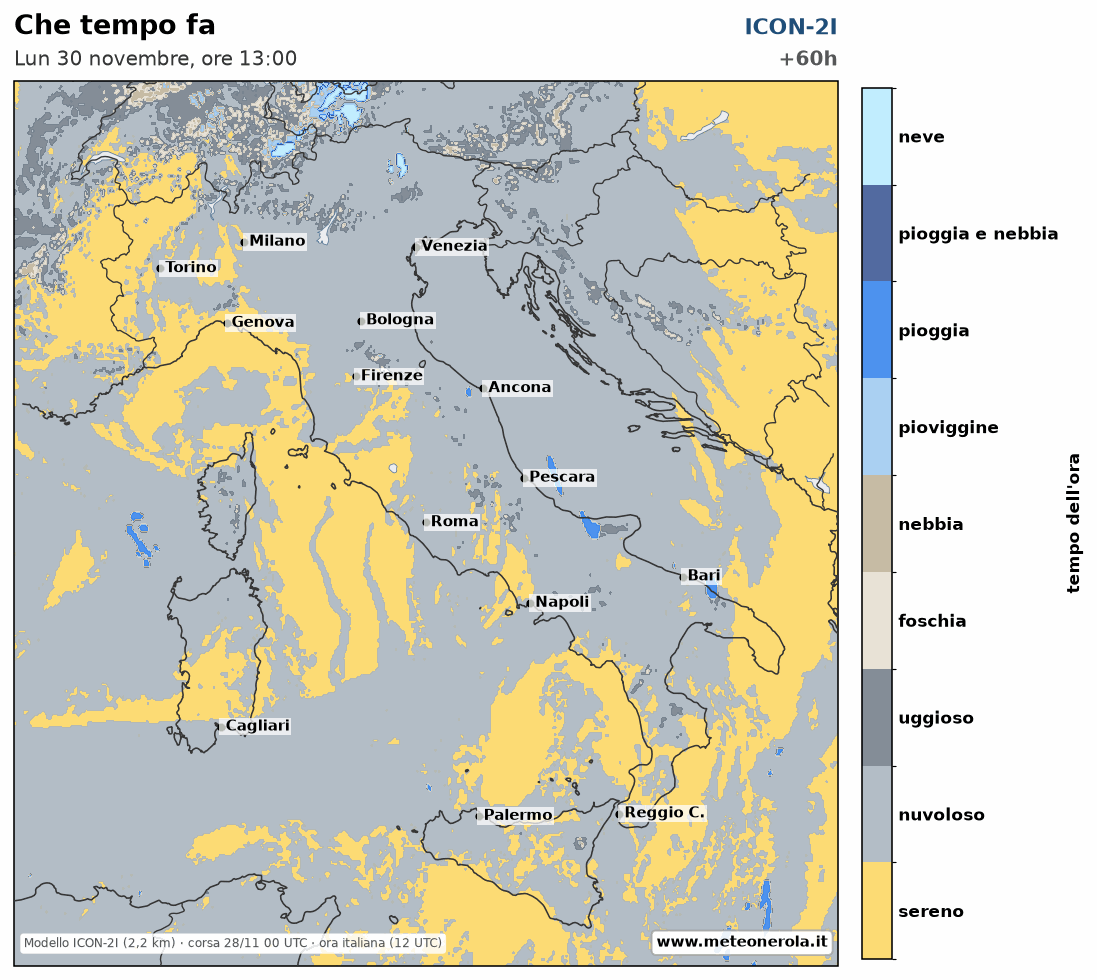 Che tempo fa
ICON-2I
Lun 30 novembre, ore 13:00
+60h
neve
pioggia e nebbia
pioggia
pioviggine
nebbia
foschia
uggioso
nuvoloso
sereno
tempo dell'ora
Milano
Venezia
Torino
Genova
Bologna
Firenze
Ancona
Pescara
Roma
Bari
Napoli
Cagliari
Palermo
Reggio C.
Modello ICON-2I (2,2 km) · corsa 28/11 00 UTC · ora italiana (12 UTC)
www.meteonerola.it